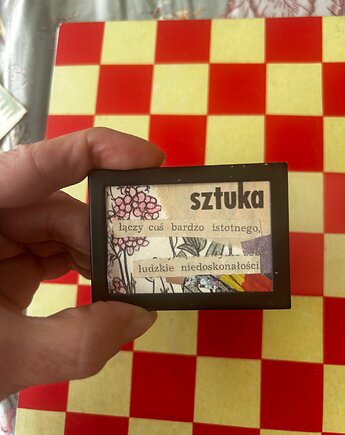 sztuka
łączy coś bardzo istotnego,
ludzkie niedoskonałości